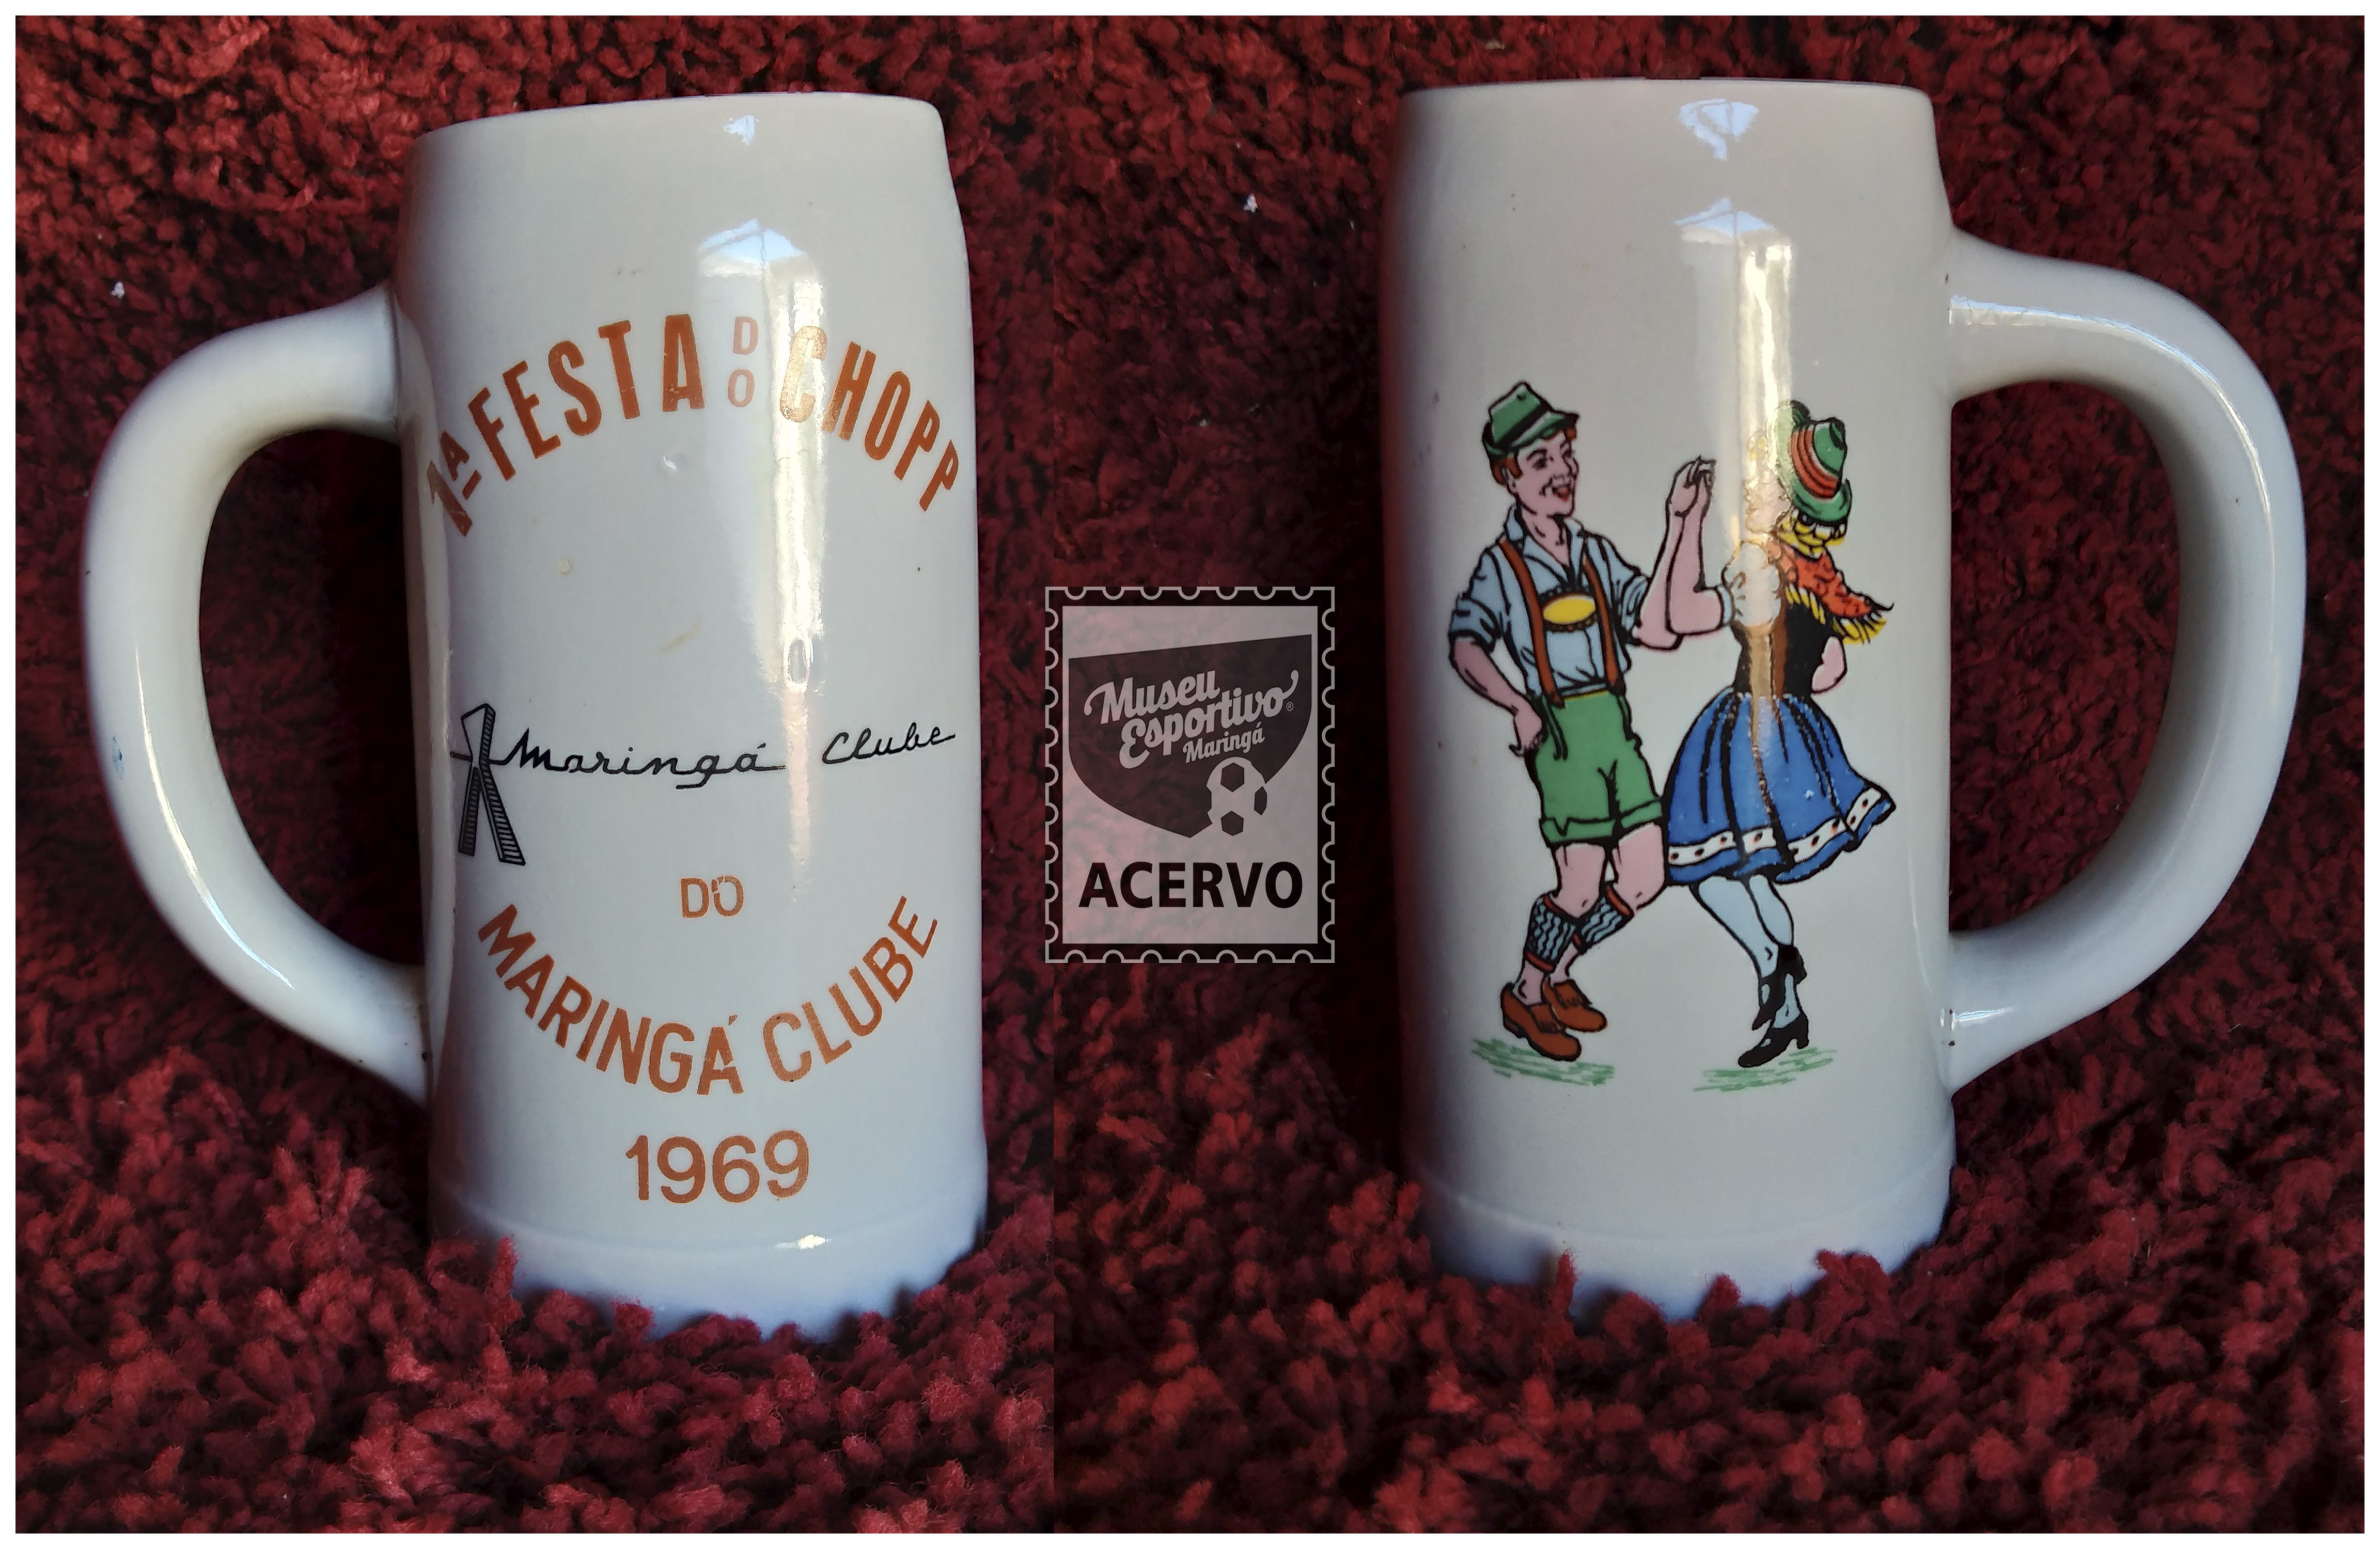 1ª FESTA DO CHOPP
Maringá Clube
DO
MARINGÁ CLUBE
1969
Museu
Esportivo®
Maringá
ACERVO